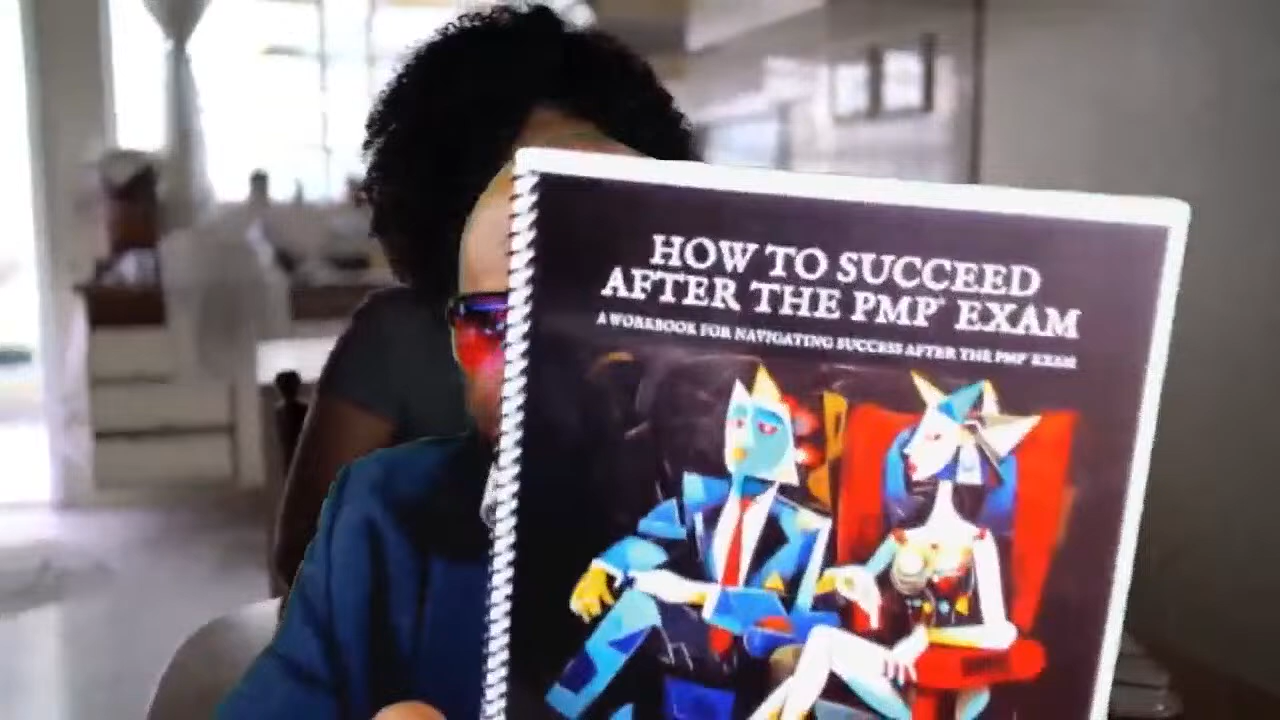 HOW TO SUCCEED
AFTER THE PMP® EXAM
A WORKBOOK FOR NAVIGATING SUCCESS AFTER THE PMP® EXAM